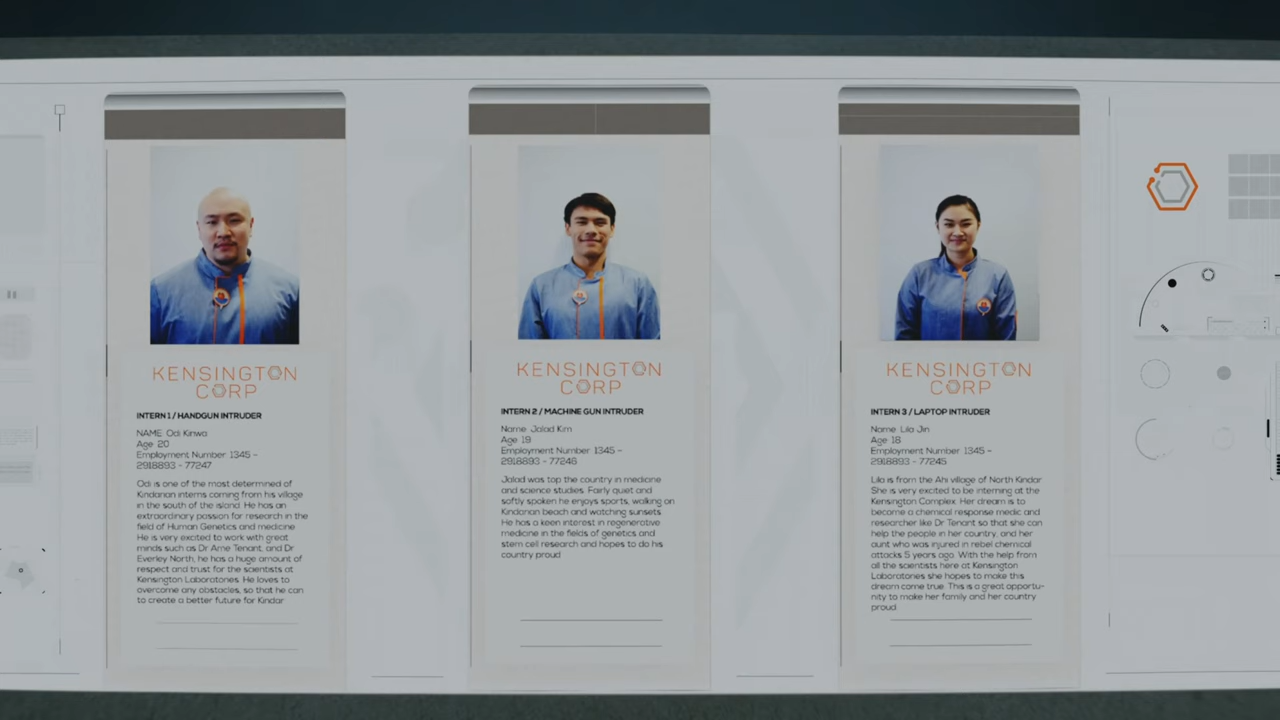 KENSINGTON
CORP
INTERN 1 / HANDGUN INTRUDER
NAME: Odi Kinwa
Age: 20
Employment Number: 1345 –
2918893 - 77247
Odi is one of the most determined of
Kindarian interns coming from his village
in the south of the island. He has an
extraordinary passion for research in the
field of Human Genetics and medicine
He is very excited to work with great
minds such as Dr Arne Tenant, and Dr
Everley North, he has a huge amount of
respect and trust for the scientists at
Kensington Laboratories. He loves to
overcome any obstacles, so that he can
to create a better future for Kindar
KENSINGTON
CORP
INTERN 2 / MACHINE GUN INTRUDER
Name: Jalad Kim
Age: 19
Employment Number: 1345 –
2918893 - 77246
Jalad was top the country in medicine
and science studies. Fairly quiet and
softly spoken he enjoys sports, walking on
Kindarian beach and watching sunsets.
He has a keen interest in regenerative
medicine in the fields of genetics and
stem cell research and hopes to do his
country proud
KENSINGTON
CORP
INTERN 3 / LAPTOP INTRUDER
Name: Lila Jin
Age: 18
Employment Number: 1345 –
2918893 - 77245
Lila is from the Ahi village of North Kindar
She is very excited to be interning at the
Kensington Complex. Her dream is to
become a chemical response medic and
researcher like Dr Tenant so that she can
help the people in her country, and her
aunt who was injured in rebel chemical
attacks 5 years ago. With the help from
all the scientists here at Kensington
Laboratories she hopes to make this
dream come true. This is a great opportu-
nity to make her family and her country
proud